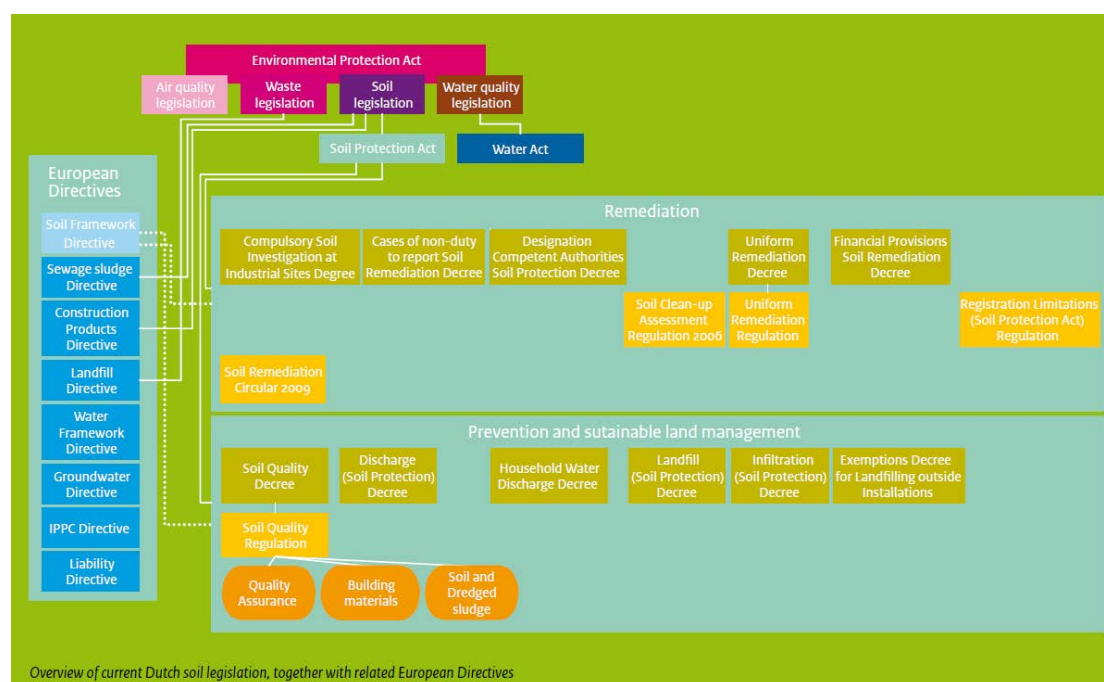 Environmental Protection Act
Air quality
legislation
Waste
legislation
Soil
legislation
Water quality
legislation
Soil Protection Act
Water Act
European
Directives
Soil Framework
Directive
Sewage sludge
Directive
Construction
Products
Directive
Landfill
Directive
Water
Framework
Directive
Groundwater
Directive
IPPC Directive
Liability
Directive
Remediation
Compulsory Soil
Investigation at
Industrial Sites Degree
Cases of non-duty
to report Soil
Remediation Decree
Designation
Competent Authorities
Soil Protection Decree
Uniform
Remediation
Decree
Financial Provisions
Soil Remediation
Decree
Soil Clean-up
Assessment
Regulation 2006
Uniform
Remediation
Regulation
Registration Limitations
(Soil Protection Act)
Regulation
Soil Remediation
Circular 2009
Prevention and sutainable land management
Soil Quality
Decree
Discharge
(Soil Protection)
Decree
Household Water
Discharge Decree
Landfill
(Soil Protection)
Decree
Infiltration
(Soil Protection)
Decree
Exemptions Decree
for Landfilling outside
Installations
Soil Quality
Regulation
Quality
Assurance
Building
materials
Soil and
Dredged
sludge
Overview of current Dutch soil legislation, together with related European Directives